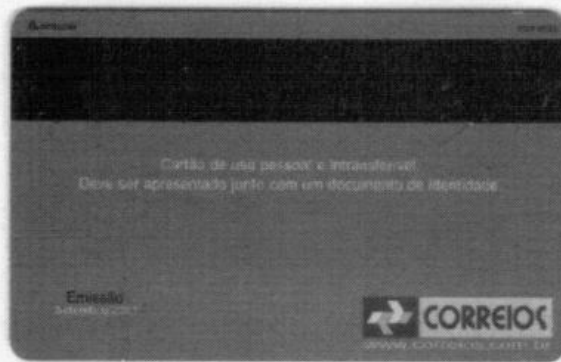 Cartão de uso pessoal e intransferível.
Deve ser apresentado junto com um documento de identidade.
Emissão
CORREIOS
www.correios.com.br